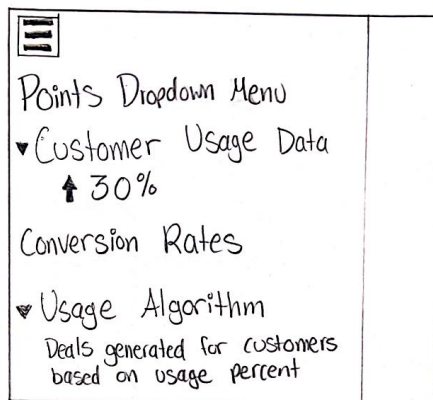 Points Dropdown Menu
▾ Customer Usage Data
⬆ 30%
Conversion Rates
▾ Usage Algorithm
Deals generated for customers
based on usage percent